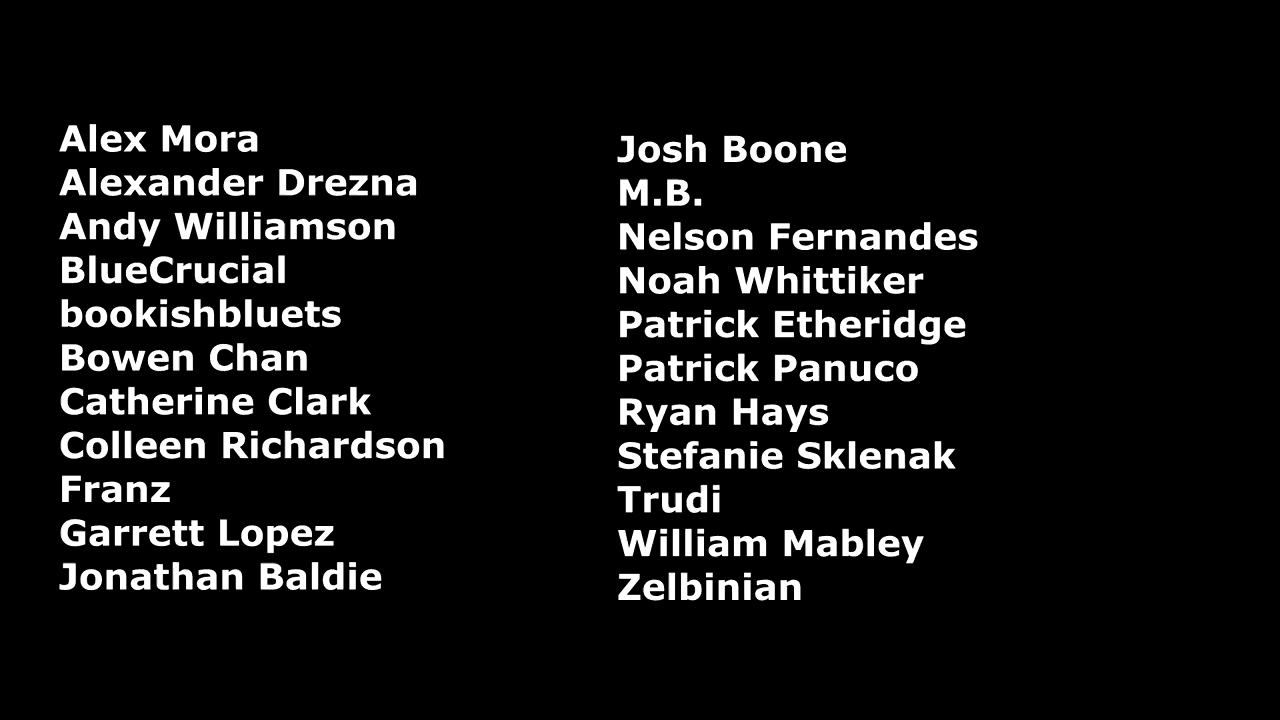 Alex Mora
Alexander Drezna
Andy Williamson
BlueCrucial
bookishbluets
Bowen Chan
Catherine Clark
Colleen Richardson
Franz
Garrett Lopez
Jonathan Baldie
Josh Boone
M.B.
Nelson Fernandes
Noah Whittiker
Patrick Etheridge
Patrick Panuco
Ryan Hays
Stefanie Sklenak
Trudi
William Mabley
Zelbinian